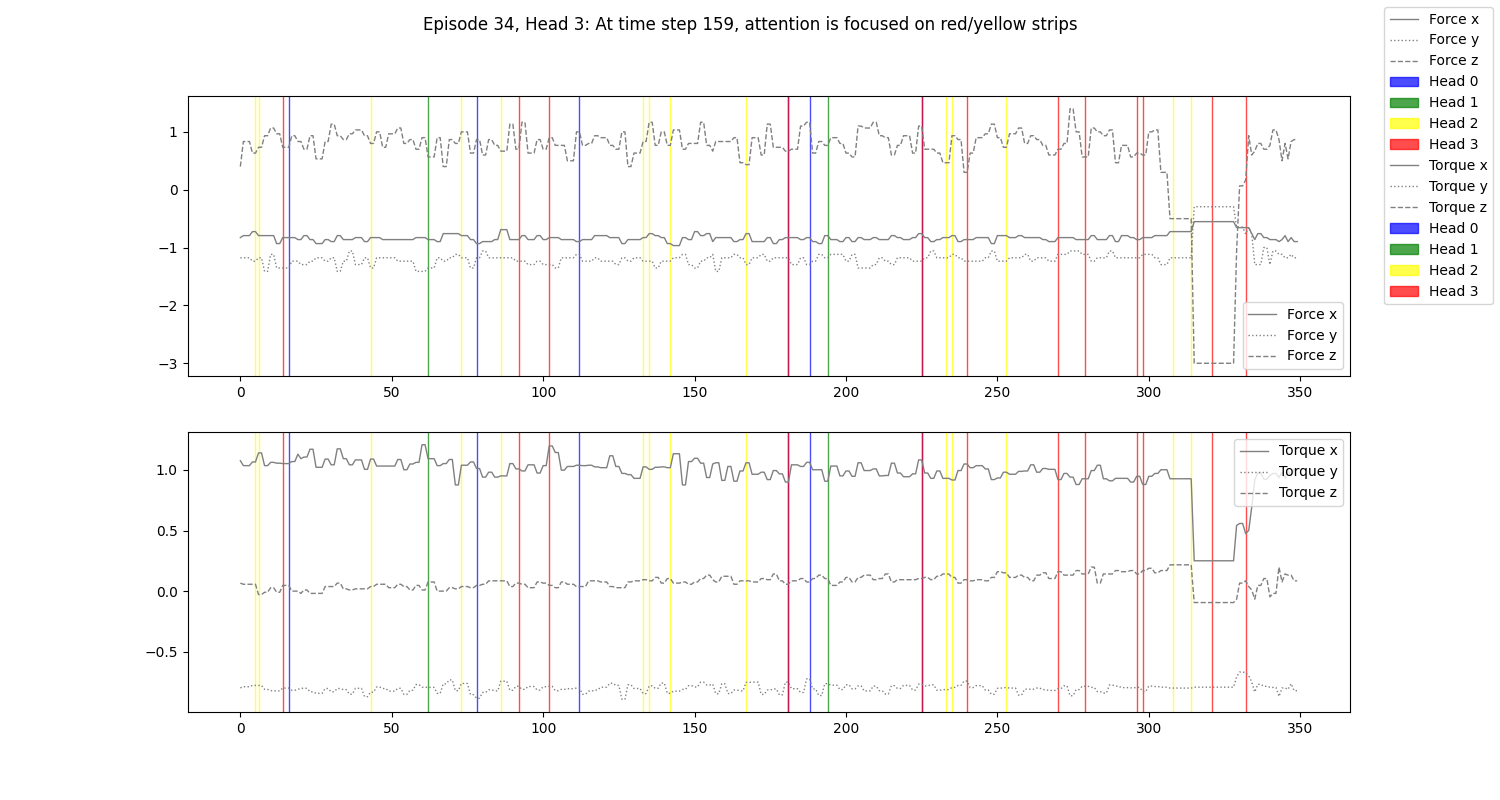 Episode 34, Head 3: At time step 159, attention is focused on red/yellow strips
Force x
Force y
Force z
Head 0
Head 1
Head 2
Head 3
Torque x
Torque y
Torque z
Head 0
Head 1
Head 2
Head 3
1
0
−1
−2
−3
Force x
Force y
Force z
0 50 100 150 200 250 300 350
1.0
0.5
0.0
−0.5
Torque x
Torque y
Torque z
0 50 100 150 200 250 300 350